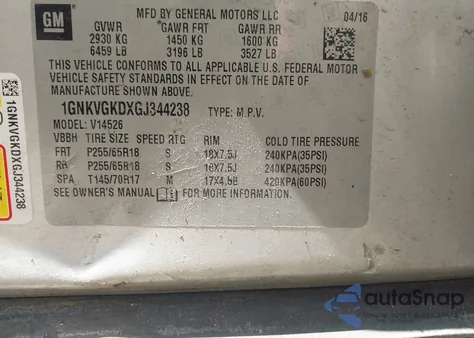 GM
MFD BY GENERAL MOTORS LLC 04/16
GVWR GAWR FRT GAWR RR
2930 KG 1450 KG 1600 KG
6459 LB 3196 LB 3527 LB
THIS VEHICLE CONFORMS TO ALL APPLICABLE U.S. FEDERAL MOTOR
VEHICLE SAFETY STANDARDS IN EFFECT ON THE DATE OF
MANUFACTURE SHOWN ABOVE.
1GNKVGKDXGJ344238 TYPE: M.P.V.
MODEL: V14526
VBBH TIRE SIZE SPEED RTG RIM COLD TIRE PRESSURE
FRT P255/65R18 S 18X7.5J 240KPA(35PSI)
RR P255/65R18 S 18X7.5J 240KPA(35PSI)
SPA T145/70R17 M 17X4.5B 420KPA(60PSI)
SEE OWNER'S MANUAL FOR MORE INFORMATION.
1GNKVGKDXGJ344238
autoSnap